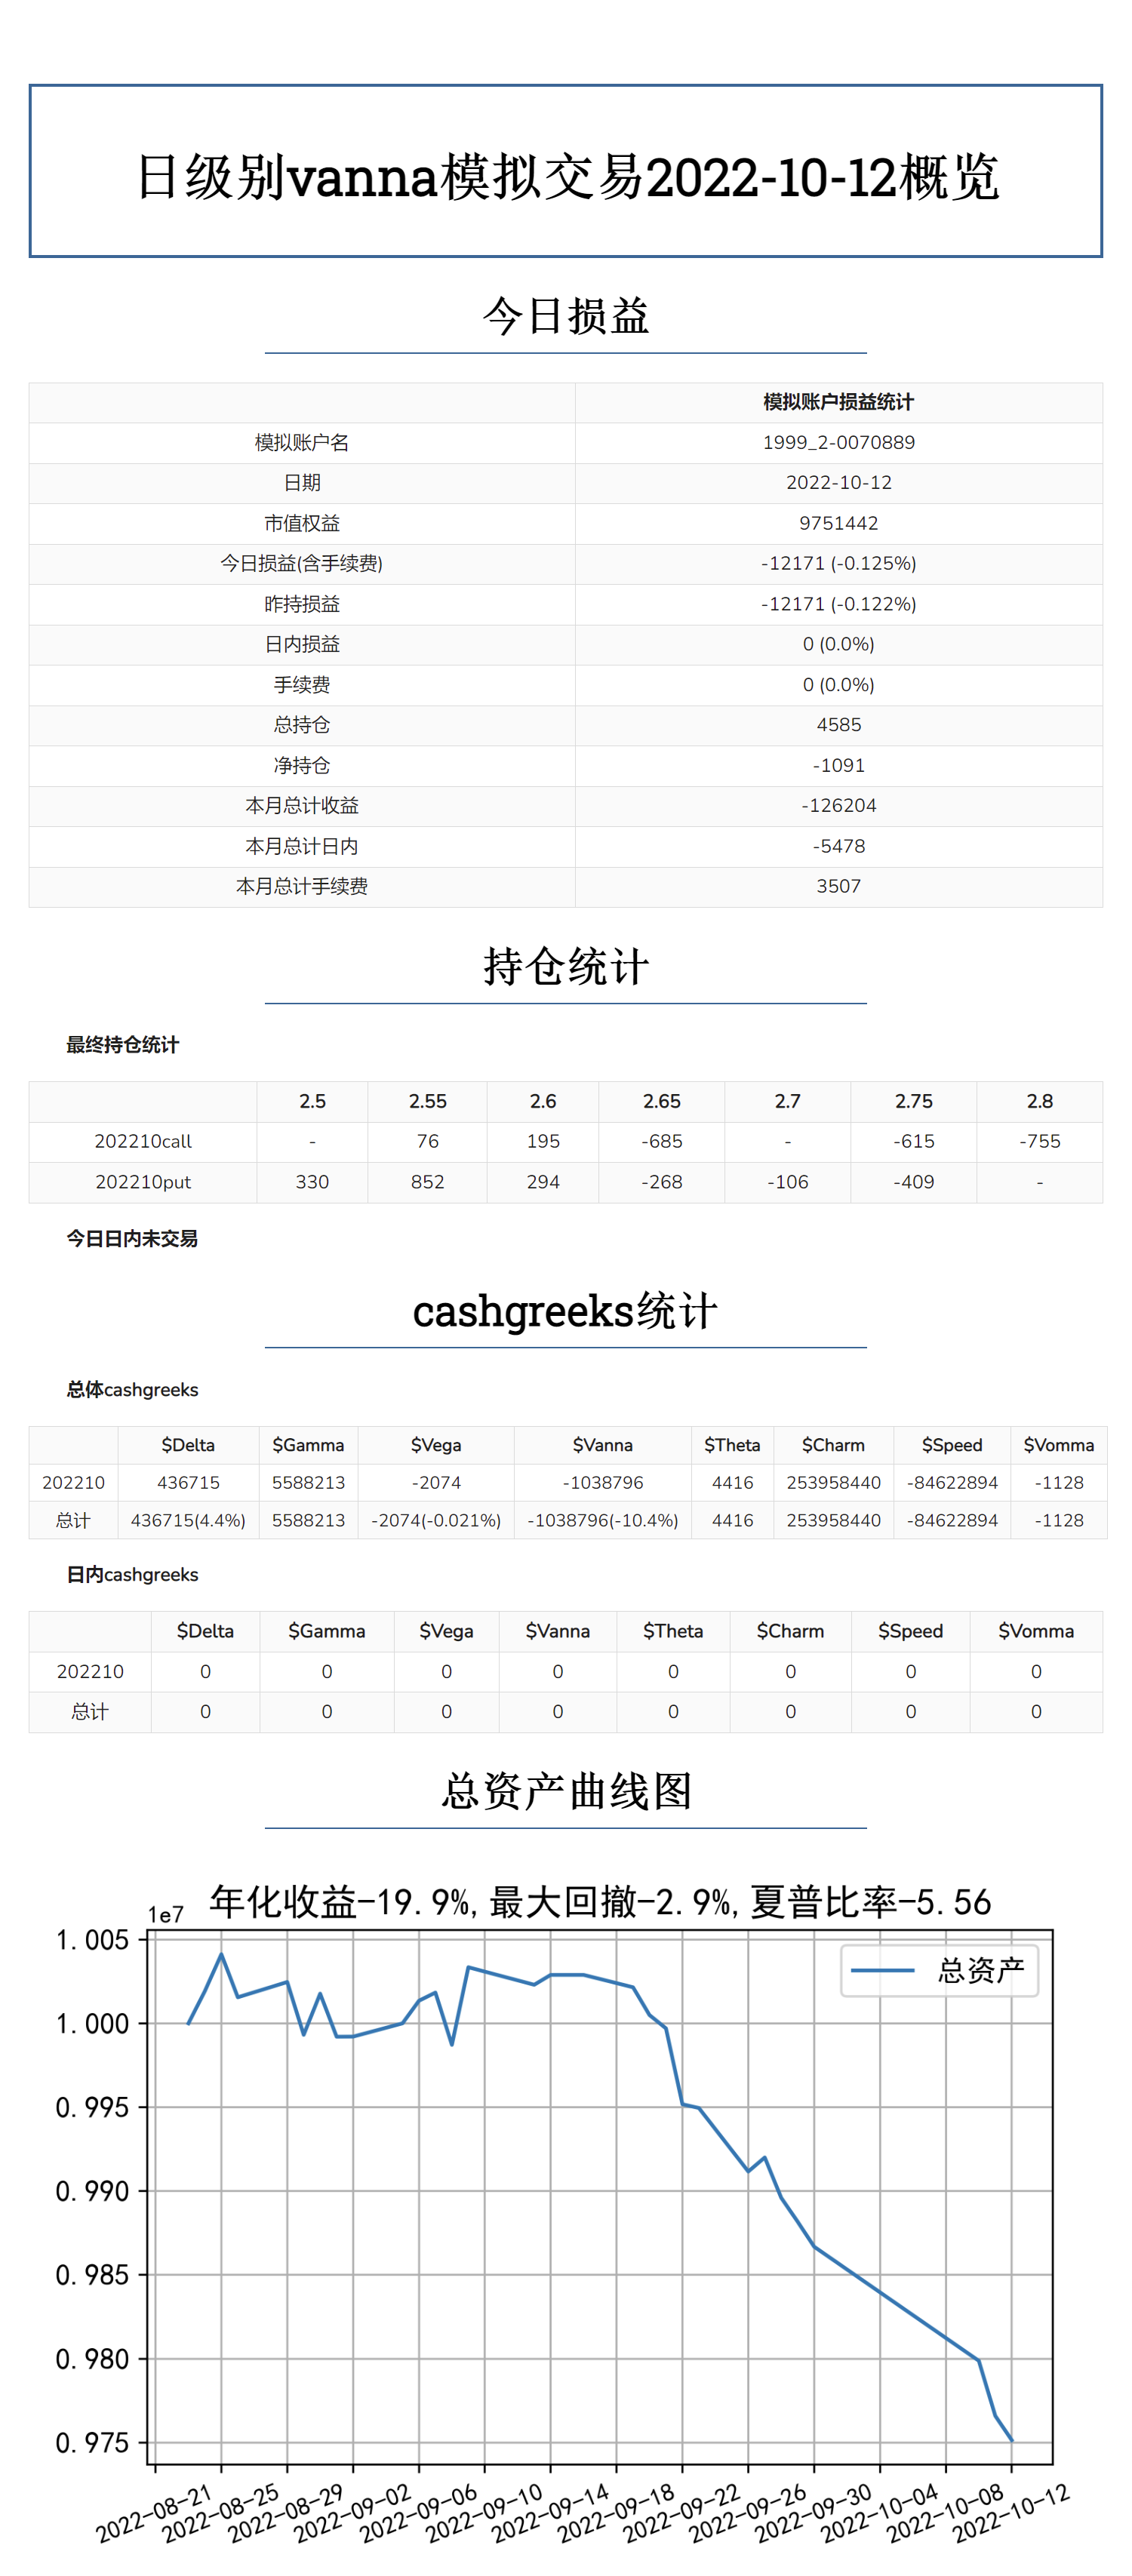 日级别vanna模拟交易2022-10-12概览
今日损益
模拟账户损益统计
模拟账户名 1999_2-0070889
日期 2022-10-12
市值权益 9751442
今日损益(含手续费) -12171 (-0.125%)
昨持损益 -12171 (-0.122%)
日内损益 0 (0.0%)
手续费 0 (0.0%)
总持仓 4585
净持仓 -1091
本月总计收益 -126204
本月总计日内 -5478
本月总计手续费 3507
持仓统计
最终持仓统计
2.5 2.55 2.6 2.65 2.7 2.75 2.8
202210call - 76 195 -685 - -615 -755
202210put 330 852 294 -268 -106 -409 -
今日日内未交易
cashgreeks统计
总体cashgreeks
$Delta $Gamma $Vega $Vanna $Theta $Charm $Speed $Vomma
202210 436715 5588213 -2074 -1038796 4416 253958440 -84622894 -1128
总计 436715(4.4%) 5588213 -2074(-0.021%) -1038796(-10.4%) 4416 253958440 -84622894 -1128
日内cashgreeks
$Delta $Gamma $Vega $Vanna $Theta $Charm $Speed $Vomma
202210 0 0 0 0 0 0 0 0
总计 0 0 0 0 0 0 0 0
总资产曲线图
年化收益-19.9%,最大回撤-2.9%,夏普比率-5.56
1e7
总资产
1.005
1.000
0.995
0.990
0.985
0.980
0.975
2022-08-21 2022-08-25 2022-08-29 2022-09-02 2022-09-06 2022-09-10 2022-09-14 2022-09-18 2022-09-22 2022-09-26 2022-09-30 2022-10-04 2022-10-08 2022-10-12